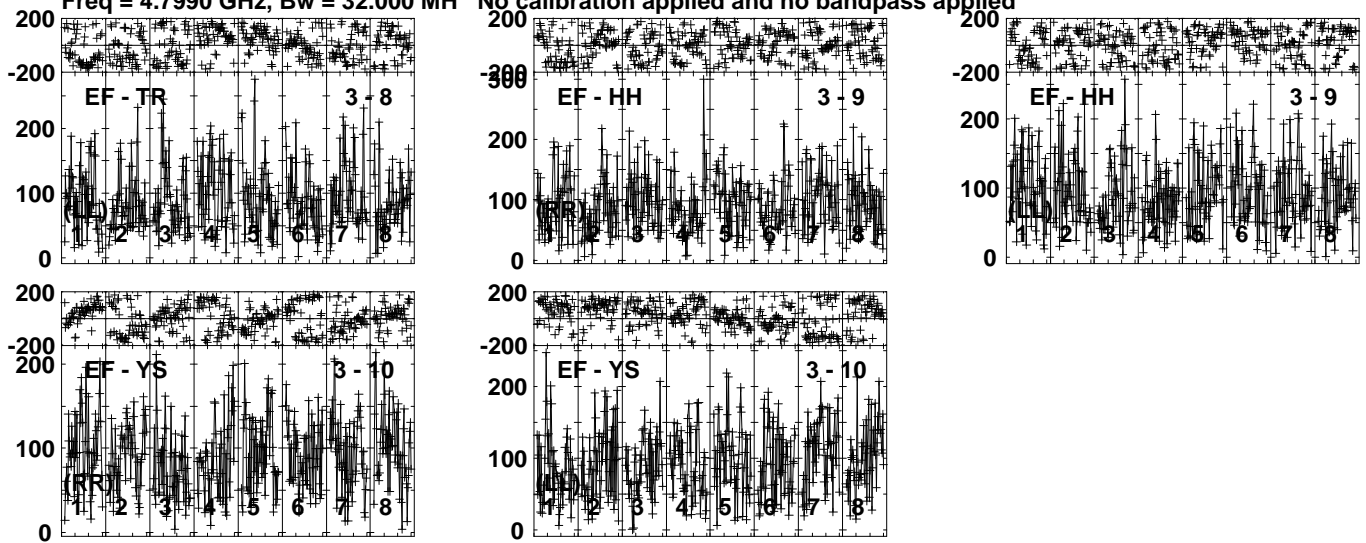 Freq = 4.7990 GHz, Bw = 32.000 MH No calibration applied and no bandpass applied
200
-200
EF - TR 3 - 8
200
100
(LL)
1 2 3 4 5 6 7 8
0
200
-200
300
EF - HH 3 - 9
200
100
(RR)
1 2 3 4 5 6 7 8
0
200
-200
EF - HH 3 - 9
200
100
(LL)
1 2 3 4 5 6 7 8
0
200
-200
200
EF - YS 3 - 10
100
(RR)
1 2 3 4 5 6 7 8
0
200
-200
EF - YS 3 - 10
200
100
(LL)
1 2 3 4 5 6 7 8
0